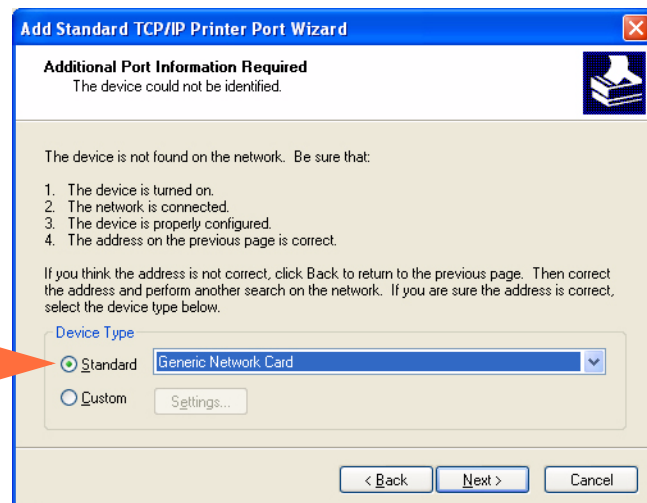 Add Standard TCP/IP Printer Port Wizard
Additional Port Information Required
The device could not be identified.
The device is not found on the network. Be sure that:
1. The device is turned on.
2. The network is connected.
3. The device is properly configured.
4. The address on the previous page is correct.
If you think the address is not correct, click Back to return to the previous page. Then correct
the address and perform another search on the network. If you are sure the address is correct,
select the device type below.
Device Type
Standard
Generic Network Card
Custom
Settings...
< Back
Next >
Cancel